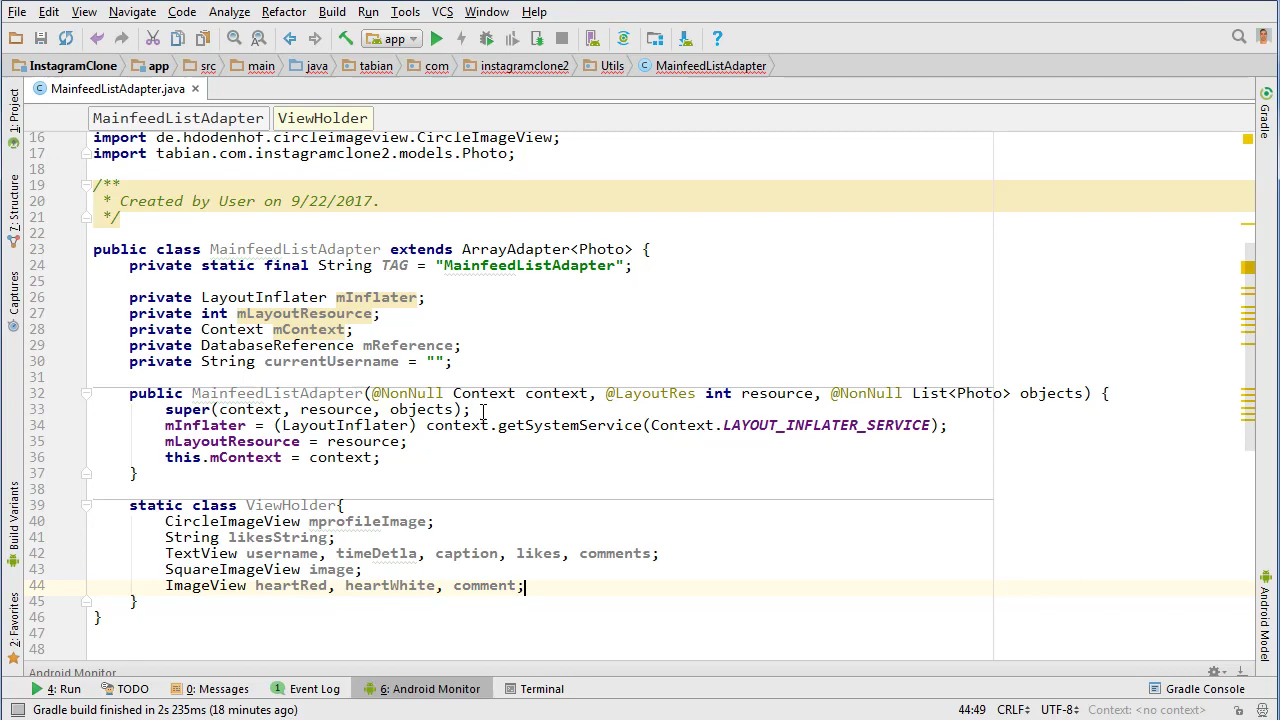 File Edit View Navigate Code Analyze Refactor Build Run Tools VCS Window Help
app
InstagramClone app src main java tabian com instagramclone2 Utils MainfeedListAdapter
MainfeedListAdapter.java
MainfeedListAdapter ViewHolder
16 import de.hdodenhof.circleimageview.CircleImageView;
17 import tabian.com.instagramclone2.models.Photo;
18
19 /**
20 * Created by User on 9/22/2017.
21 */
22
23 public class MainfeedListAdapter extends ArrayAdapter<Photo> {
24 private static final String TAG = "MainfeedListAdapter";
25
26 private LayoutInflater mInflater;
27 private int mLayoutResource;
28 private Context mContext;
29 private DatabaseReference mReference;
30 private String currentUsername = "";
31
32 public MainfeedListAdapter(@NonNull Context context, @LayoutRes int resource, @NonNull List<Photo> objects) {
33 super(context, resource, objects);
34 mInflater = (LayoutInflater) context.getSystemService(Context.LAYOUT_INFLATER_SERVICE);
35 mLayoutResource = resource;
36 this.mContext = context;
37 }
38
39 static class ViewHolder{
40 CircleImageView mprofileImage;
41 String likesString;
42 TextView username, timeDetla, caption, likes, comments;
43 SquareImageView image;
44 ImageView heartRed, heartWhite, comment;
45 }
46 }
47
48
1: Project
7: Structure
Captures
Build Variants
2: Favorites
Gradle
Android Model
Android Monitor
4: Run TODO 0: Messages 1 Event Log 6: Android Monitor Terminal Gradle Console
Gradle build finished in 2s 235ms (18 minutes ago) 44:49 CRLF UTF-8 Context: <no context>